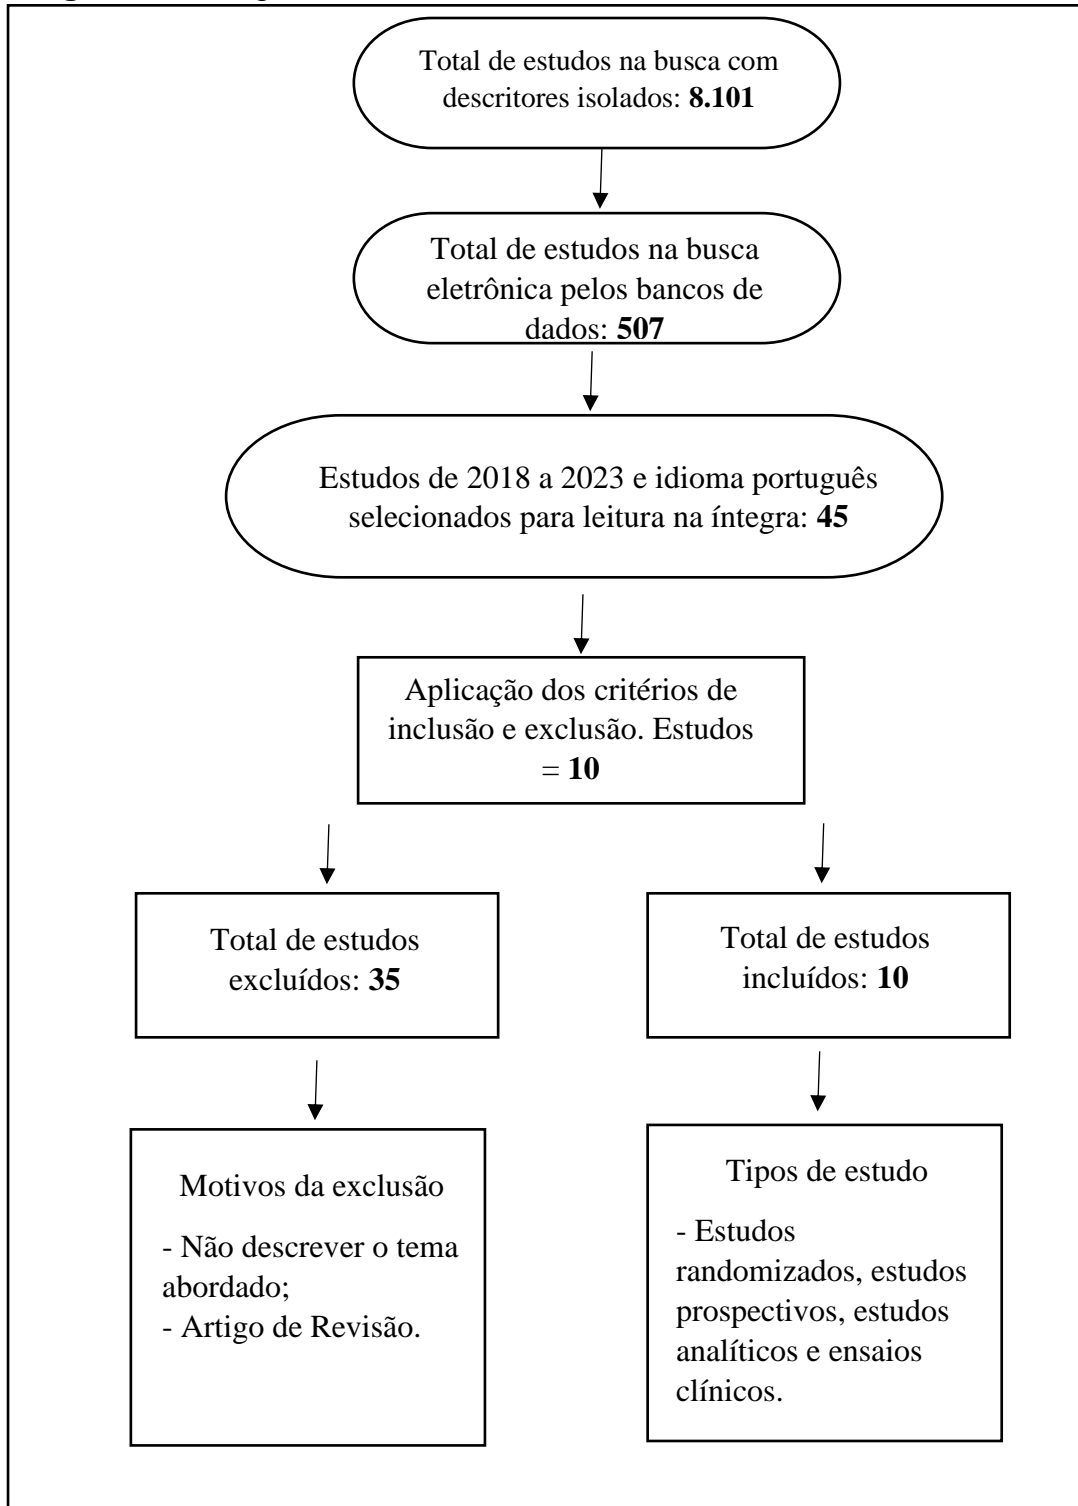 Total de estudos na busca com
descritores isolados: 8.101
Total de estudos na busca
eletrônica pelos bancos de
dados: 507
Estudos de 2018 a 2023 e idioma português
selecionados para leitura na íntegra: 45
Aplicação dos critérios de
inclusão e exclusão. Estudos
= 10
Total de estudos
excluídos: 35
Total de estudos
incluídos: 10
Motivos da exclusão
- Não descrever o tema
abordado;
- Artigo de Revisão.
Tipos de estudo
- Estudos
randomizados, estudos
prospectivos, estudos
analíticos e ensaios
clínicos.